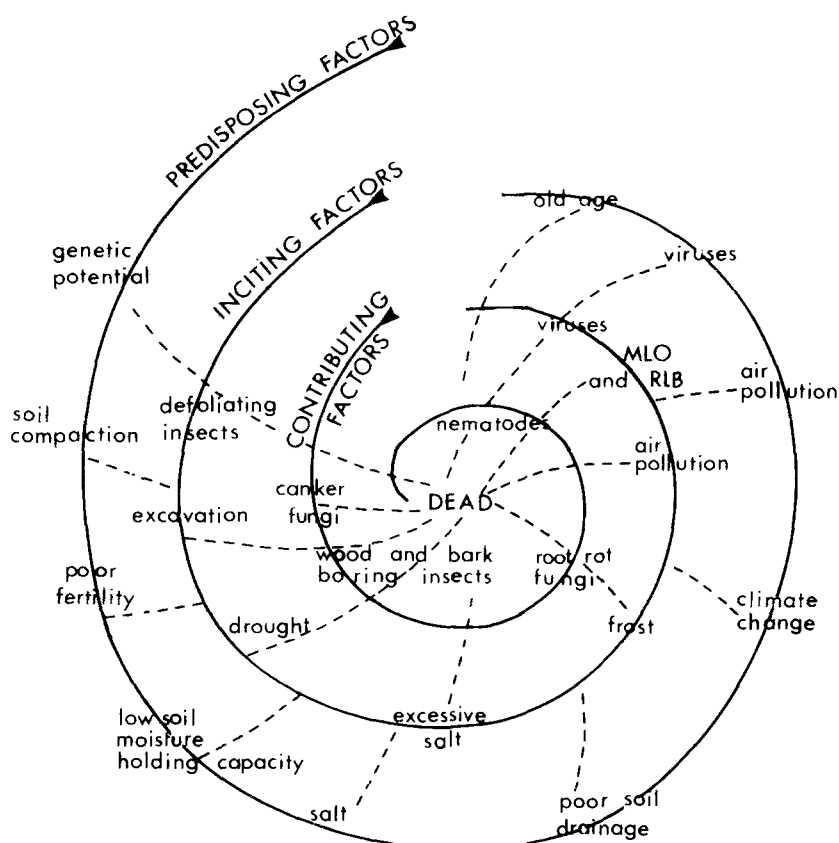 PREDISPOSING FACTORS
INCITING FACTORS
CONTRIBUTING
FACTORS
old age
viruses
viruses
MLO
and RLB
air
pollution
air
pollution
genetic
potential
defoliating
insects
soil
compaction
nematodes
DEAD
canker
fungi
excavation
wood and bark
boring insects
root rot
fungi
poor
fertility
drought
frost
climate
change
low soil
moisture
holding capacity
excessive
salt
salt
poor soil
drainage